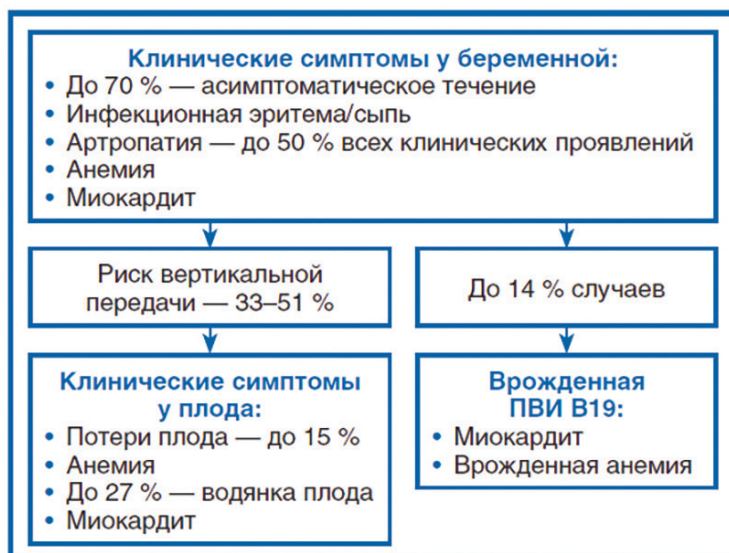 Клинические симптомы у беременной:
• До 70 % — асимптоматическое течение
• Инфекционная эритема/сыпь
• Артропатия — до 50 % всех клинических проявлений
• Анемия
• Миокардит
Риск вертикальной
передачи — 33–51 %
До 14 % случаев
Клинические симптомы
у плода:
• Потери плода — до 15 %
• Анемия
• До 27 % — водянка плода
• Миокардит
Врожденная
ПВИ В19:
• Миокардит
• Врожденная анемия